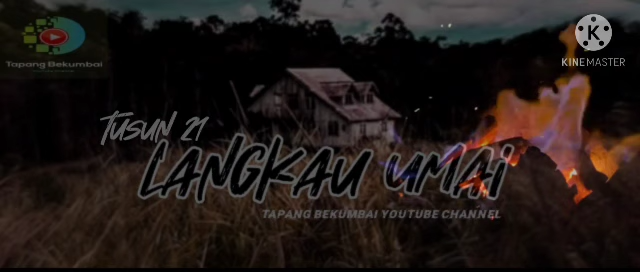 Tapang Bekumbai
KINEMASTER
TUSUN 21
LANGKAU UMAI
TAPANG BEKUMBAI YOUTUBE CHANNEL